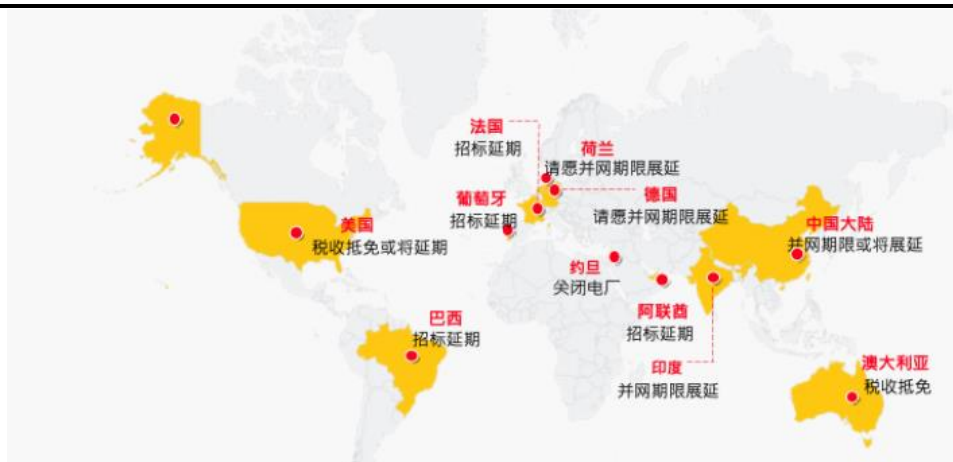 法国
招标延期
荷兰
请愿并网期限展延
葡萄牙
招标延期
德国
请愿并网期限展延
美国
税收抵免或将延期
中国大陆
并网期限或将展延
约旦
关闭电厂
阿联酋
招标延期
巴西
招标延期
印度
并网期限展延
澳大利亚
税收抵免